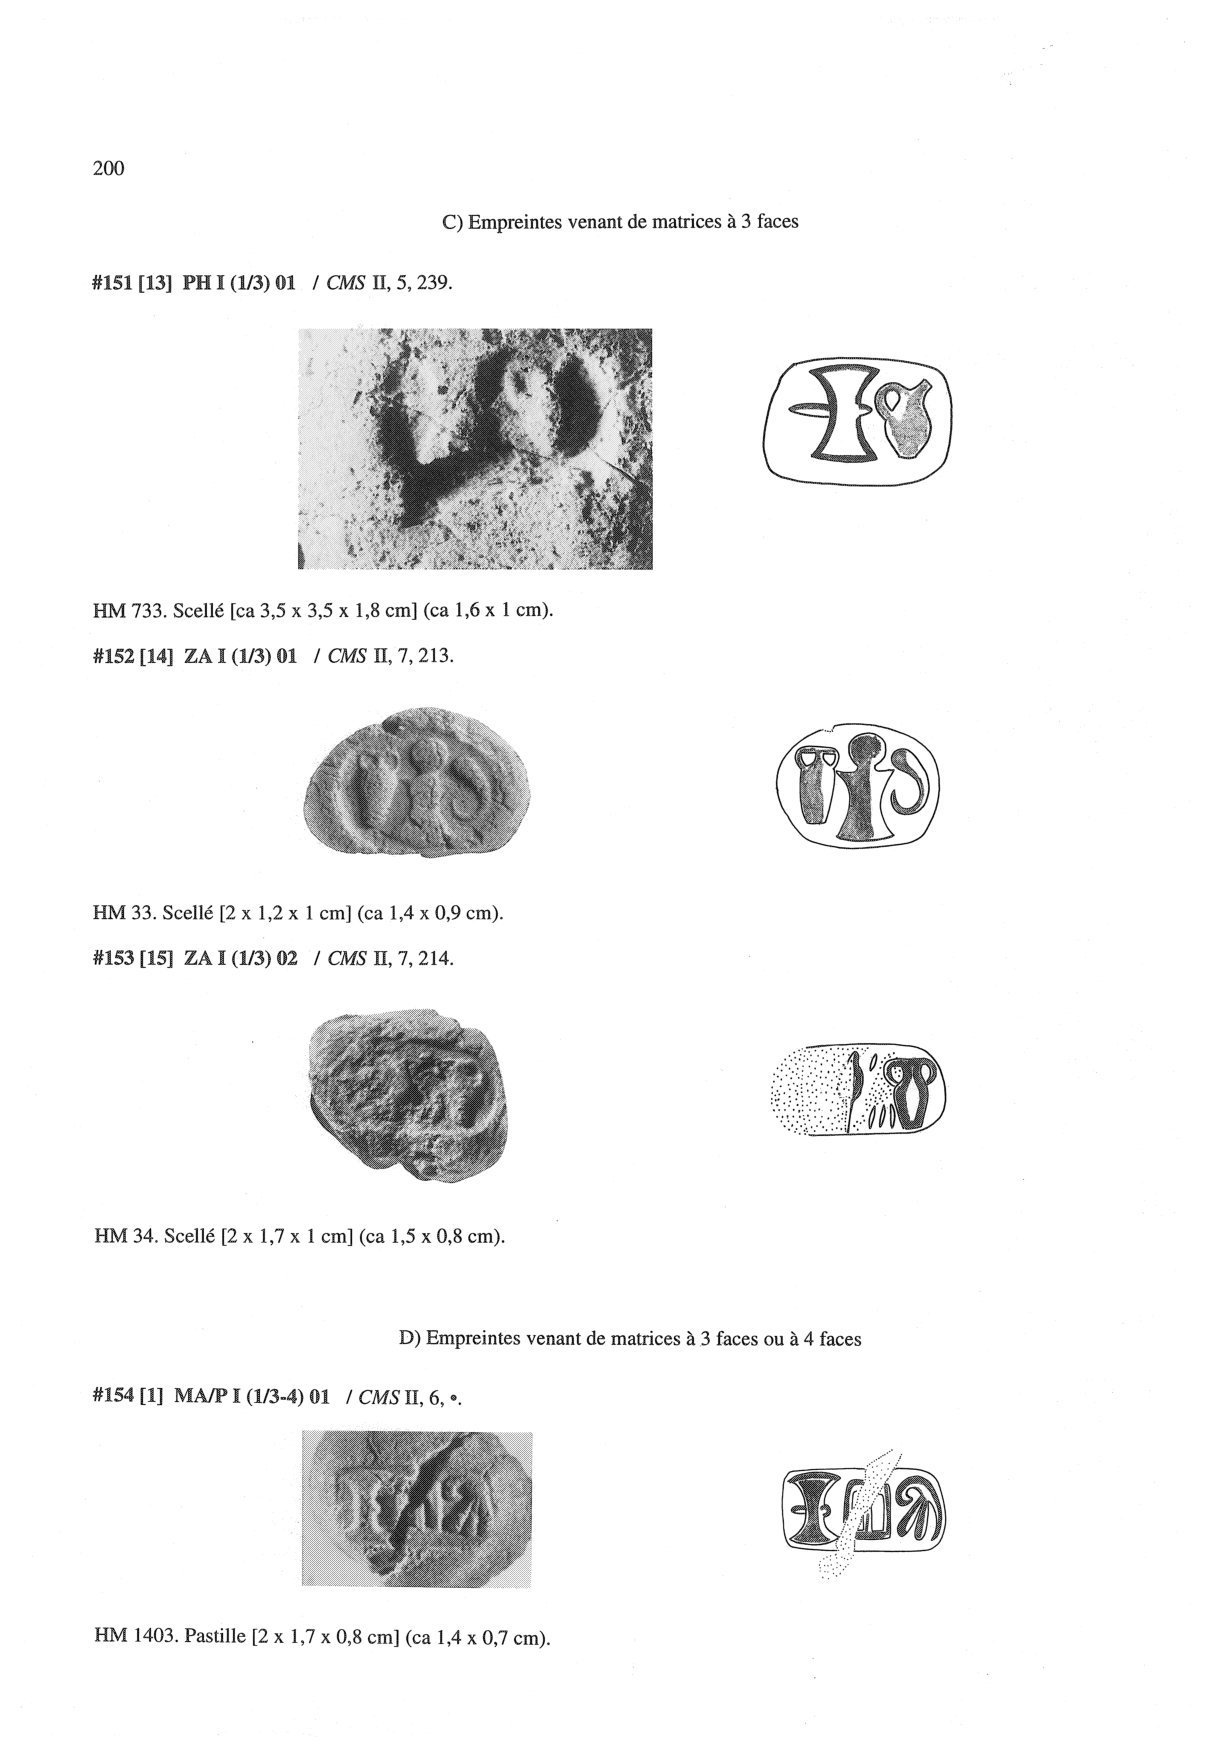 200
C) Empreintes venant de matrices à 3 faces
#151 [13] PH I (1/3) 01 / CMS II, 5, 239.
HM 733. Scellé [ca 3,5 x 3,5 x 1,8 cm] (ca 1,6 x 1 cm).
#152 [14] ZA I (1/3) 01 / CMS II, 7, 213.
HM 33. Scellé [2 x 1,2 x 1 cm] (ca 1,4 x 0,9 cm).
#153 [15] ZA I (1/3) 02 / CMS II, 7, 214.
HM 34. Scellé [2 x 1,7 x 1 cm] (ca 1,5 x 0,8 cm).
D) Empreintes venant de matrices à 3 faces ou à 4 faces
#154 [1] MA/P I (1/3-4) 01 / CMS II, 6, •.
HM 1403. Pastille [2 x 1,7 x 0,8 cm] (ca 1,4 x 0,7 cm).